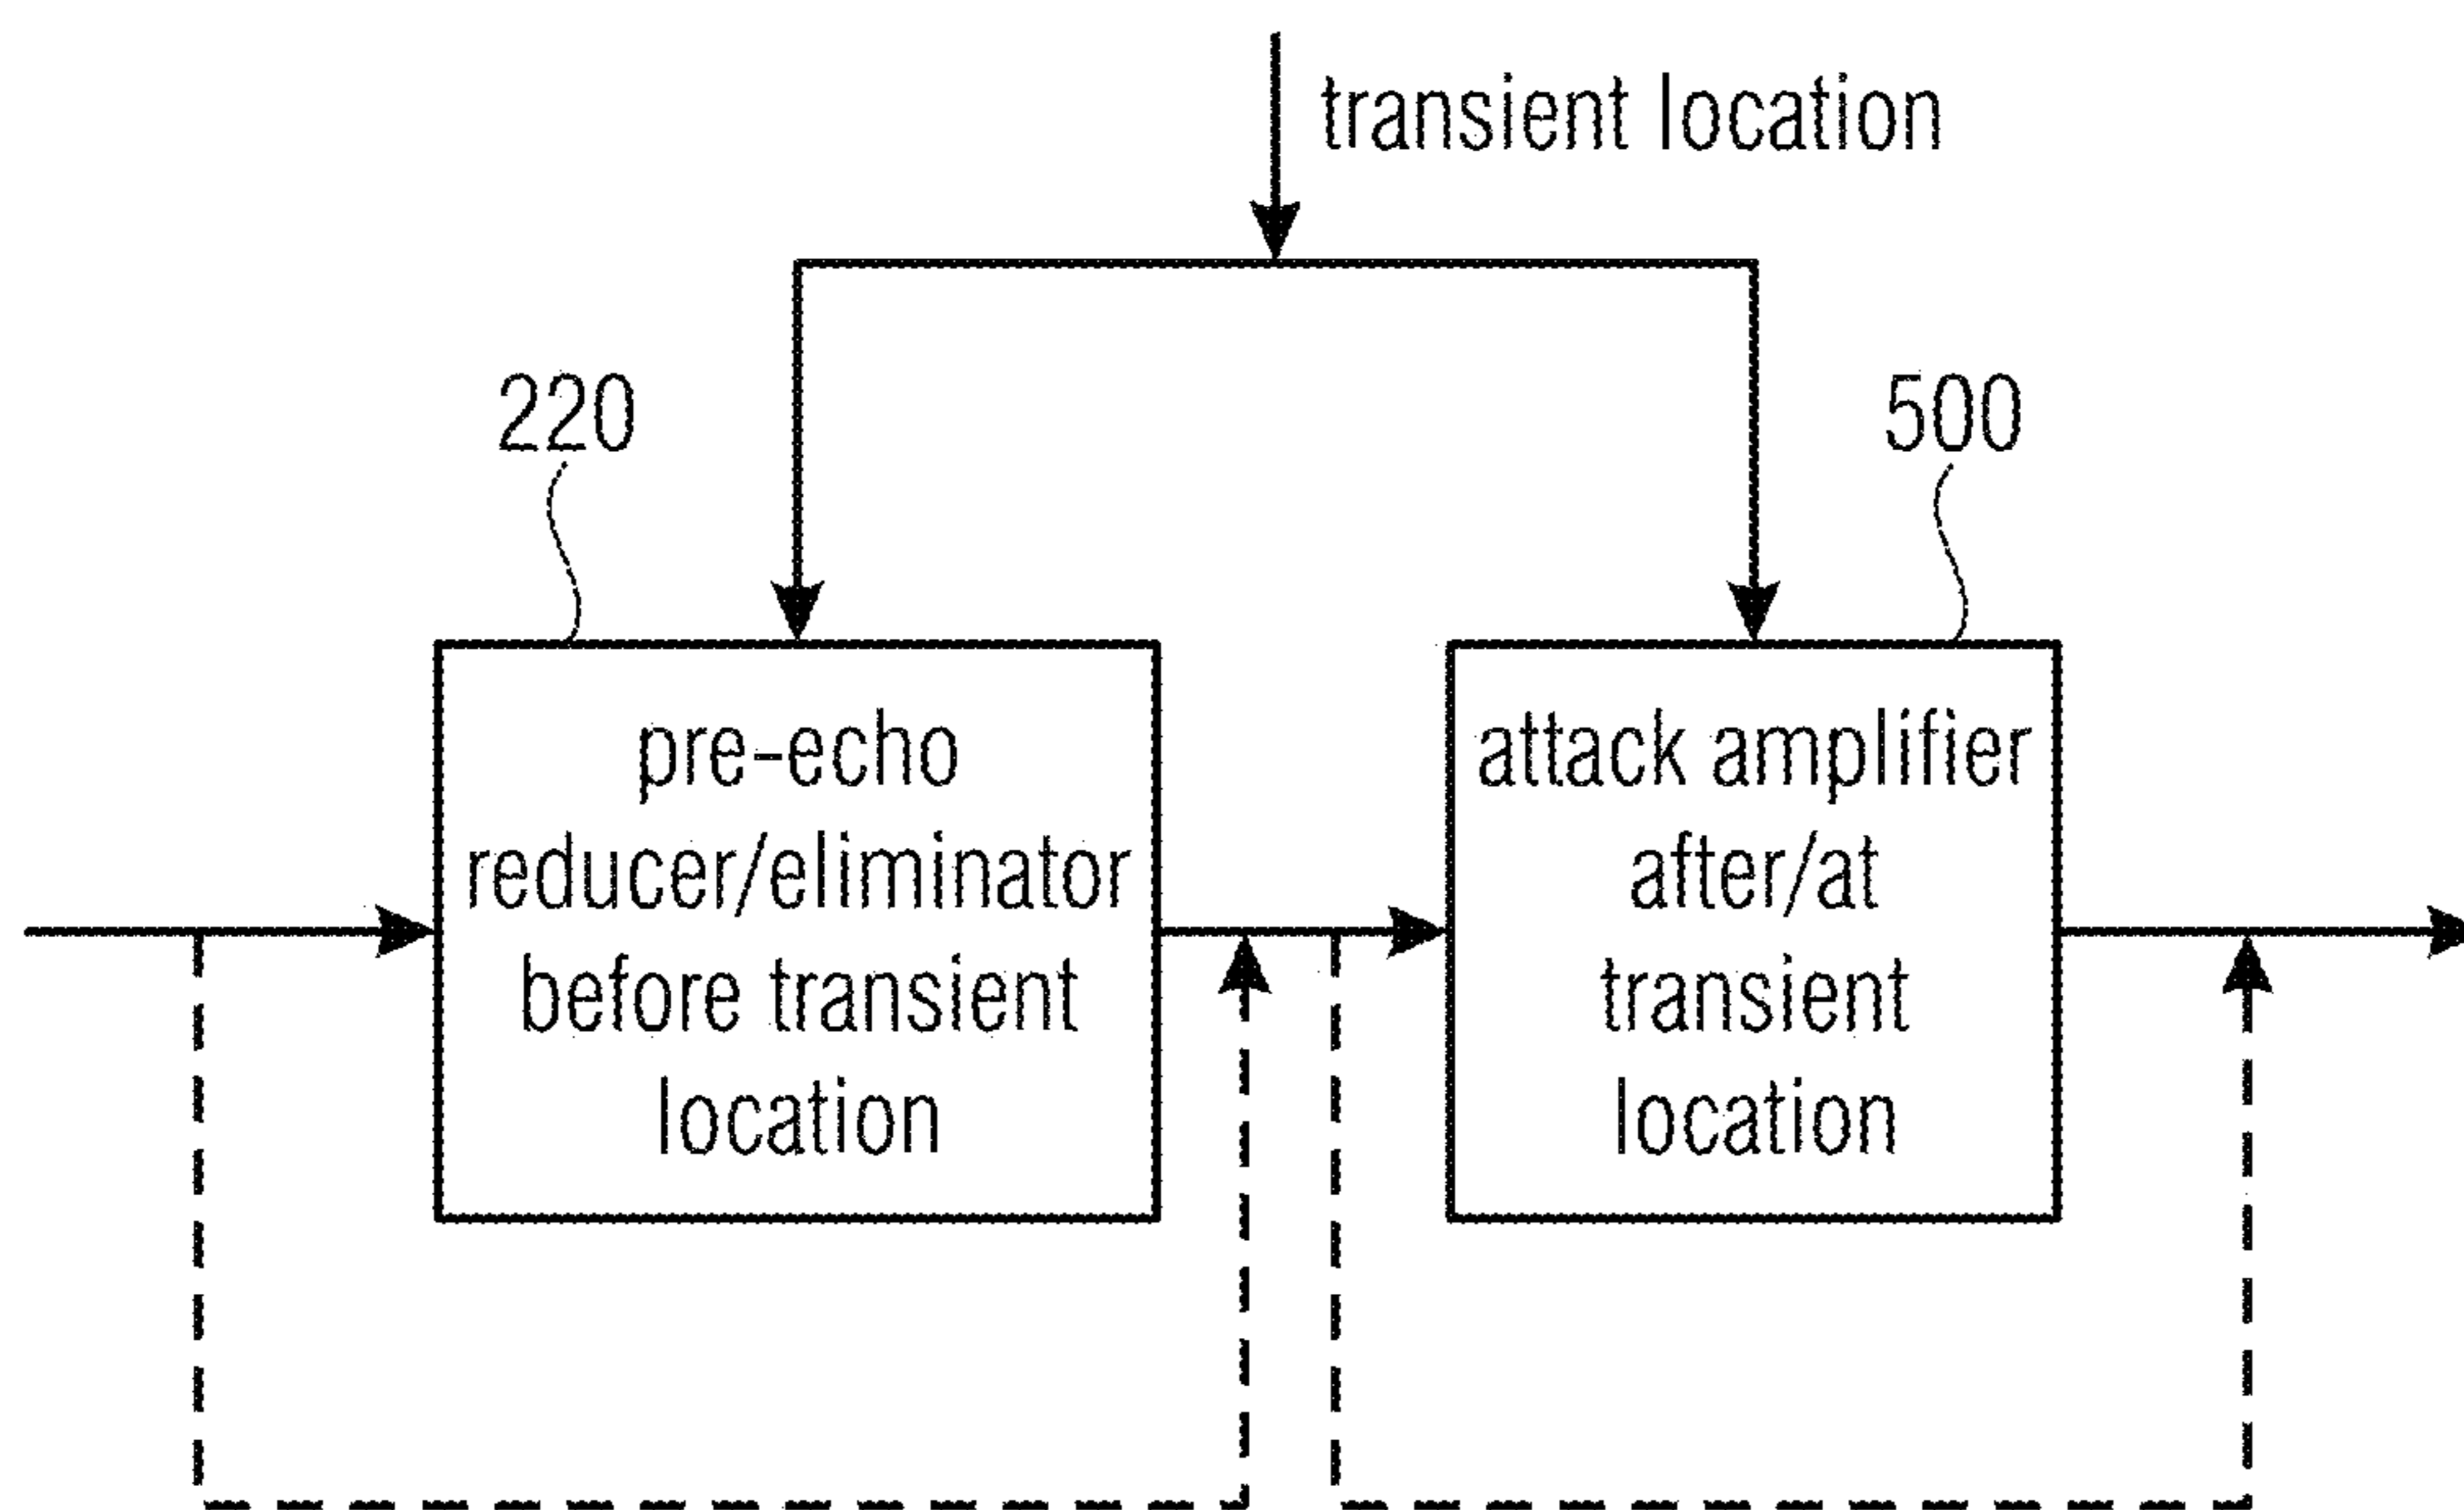 transient location
220
500
pre-echo
reducer/eliminator
before transient
location
attack amplifier
after/at
transient
location